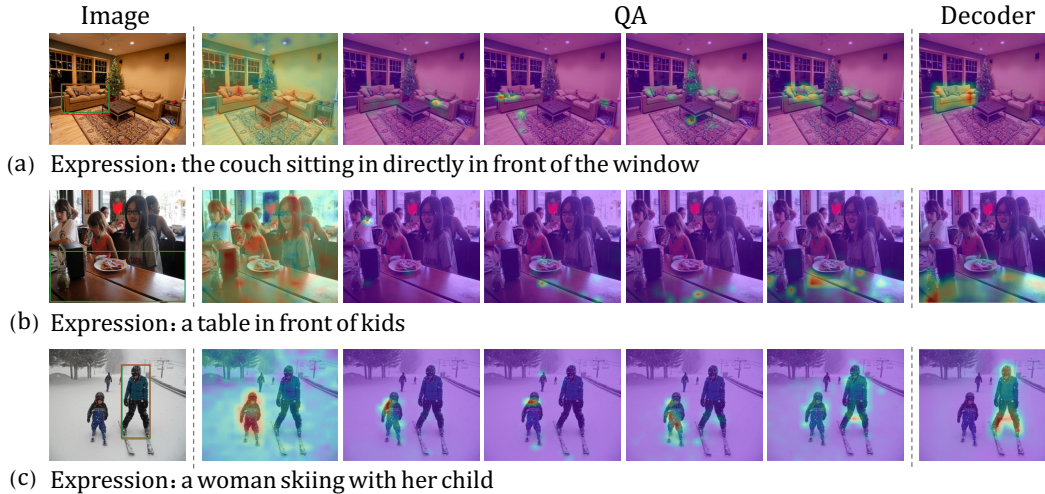 Image QA Decoder
(a) Expression: the couch sitting in directly in front of the window
(b) Expression: a table in front of kids
(c) Expression: a woman skiing with her child